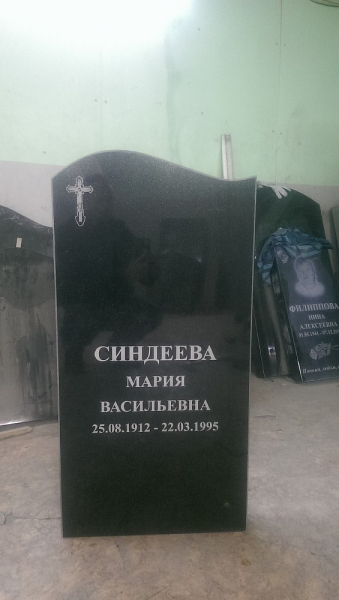 СИНДЕЕВА
МАРИЯ
ВАСИЛЬЕВНА
25.08.1912 - 22.03.1995
ФИЛИППОВА
НИНА
АЛЕКСЕЕВНА